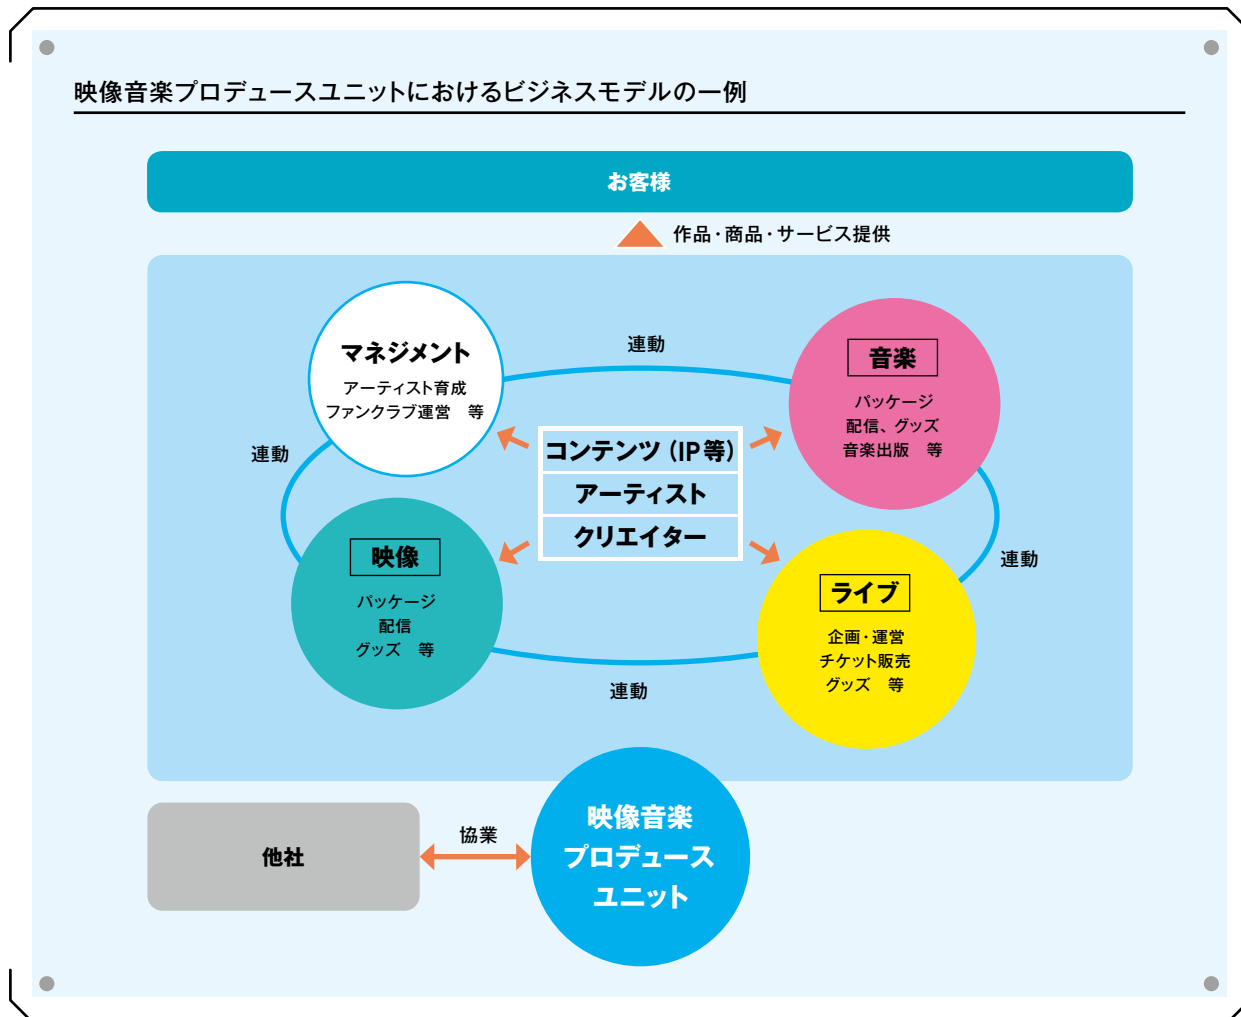 映像音楽プロデュースユニットにおけるビジネスモデルの一例
お客様
作品・商品・サービス提供
マネジメント
アーティスト育成
ファンクラブ運営　等
連動
音楽
パッケージ
配信、グッズ
音楽出版　等
連動
コンテンツ（IP等）
アーティスト
クリエイター
映像
パッケージ
配信
グッズ　等
ライブ
企画・運営
チケット販売
グッズ　等
連動
連動
他社
協業
映像音楽
プロデュース
ユニット